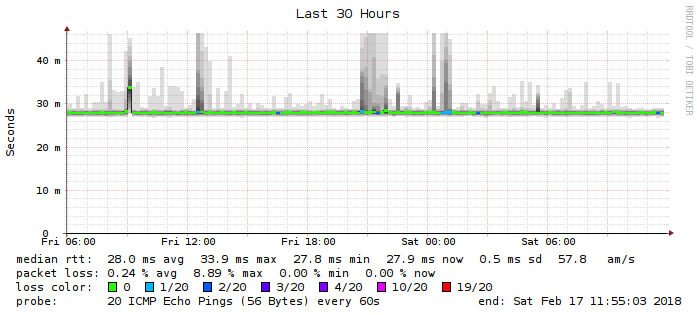 Last 30 Hours
RRDTOOL / TOBI OETIKER
Seconds
40 m
30 m
20 m
10 m
0
Fri 06:00 Fri 12:00 Fri 18:00 Sat 00:00 Sat 06:00
median rtt: 28.0 ms avg 33.9 ms max 27.8 ms min 27.9 ms now 0.5 ms sd 57.8 am/s
packet loss: 0.24 % avg 8.89 % max 0.00 % min 0.00 % now
loss color: 0 1/20 2/20 3/20 4/20 10/20 19/20
probe: 20 ICMP Echo Pings (56 Bytes) every 60s end: Sat Feb 17 11:55:03 2018